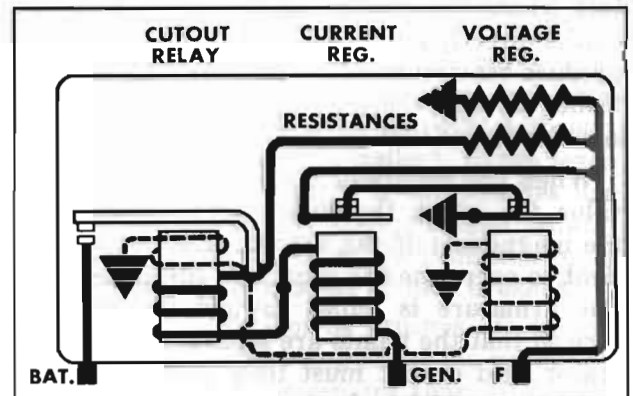 CUTOUT RELAY
CURRENT REG.
VOLTAGE REG.
RESISTANCES
BAT.
GEN.
F